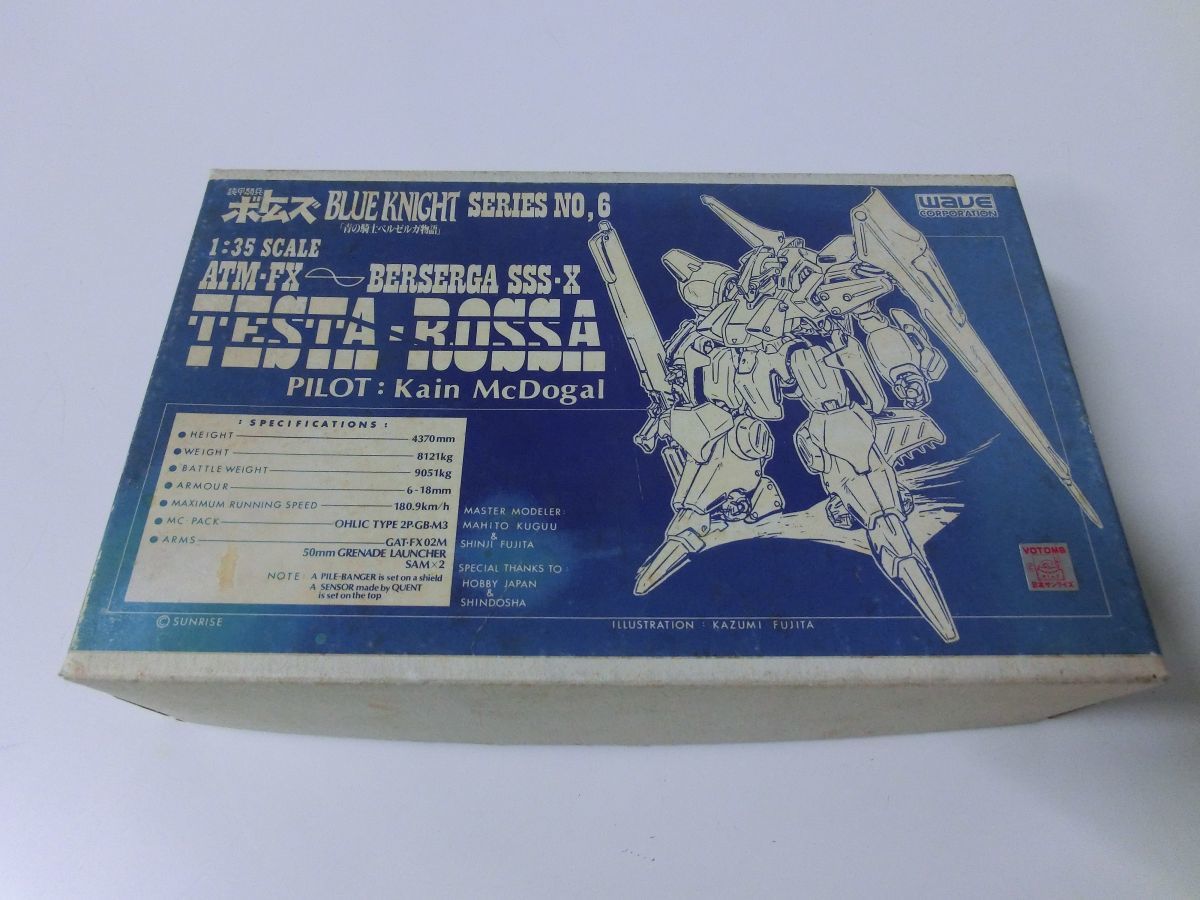 装甲騎兵
ボトムズ BLUE KNIGHT SERIES NO,6
「青の騎士ベルゼルガ物語」
WAVE
CORPORATION
1:35 SCALE
ATM-FX BERSERGA SSS-X
TESTA-ROSSA
PILOT : Kain McDogal
: SPECIFICATIONS :
• HEIGHT 4370mm
• WEIGHT 8121kg
• BATTLE WEIGHT 9051kg
• ARMOUR 6-18mm
• MAXIMUM RUNNING SPEED 180.9km/h
• MC-PACK OHLIC TYPE 2P-GB-M3
• ARMS GAT-FX02M
50mm GRENADE LAUNCHER
SAM×2
NOTE : A PILE-BANGER is set on a shield
A SENSOR made by QUENT
is set on the top
MASTER MODELER:
MAHITO KUGUU
&
SHINJI FUJITA
SPECIAL THANKS TO :
HOBBY JAPAN
&
SHINDOSHA
© SUNRISE
ILLUSTRATION : KAZUMI FUJITA
VOTOMS